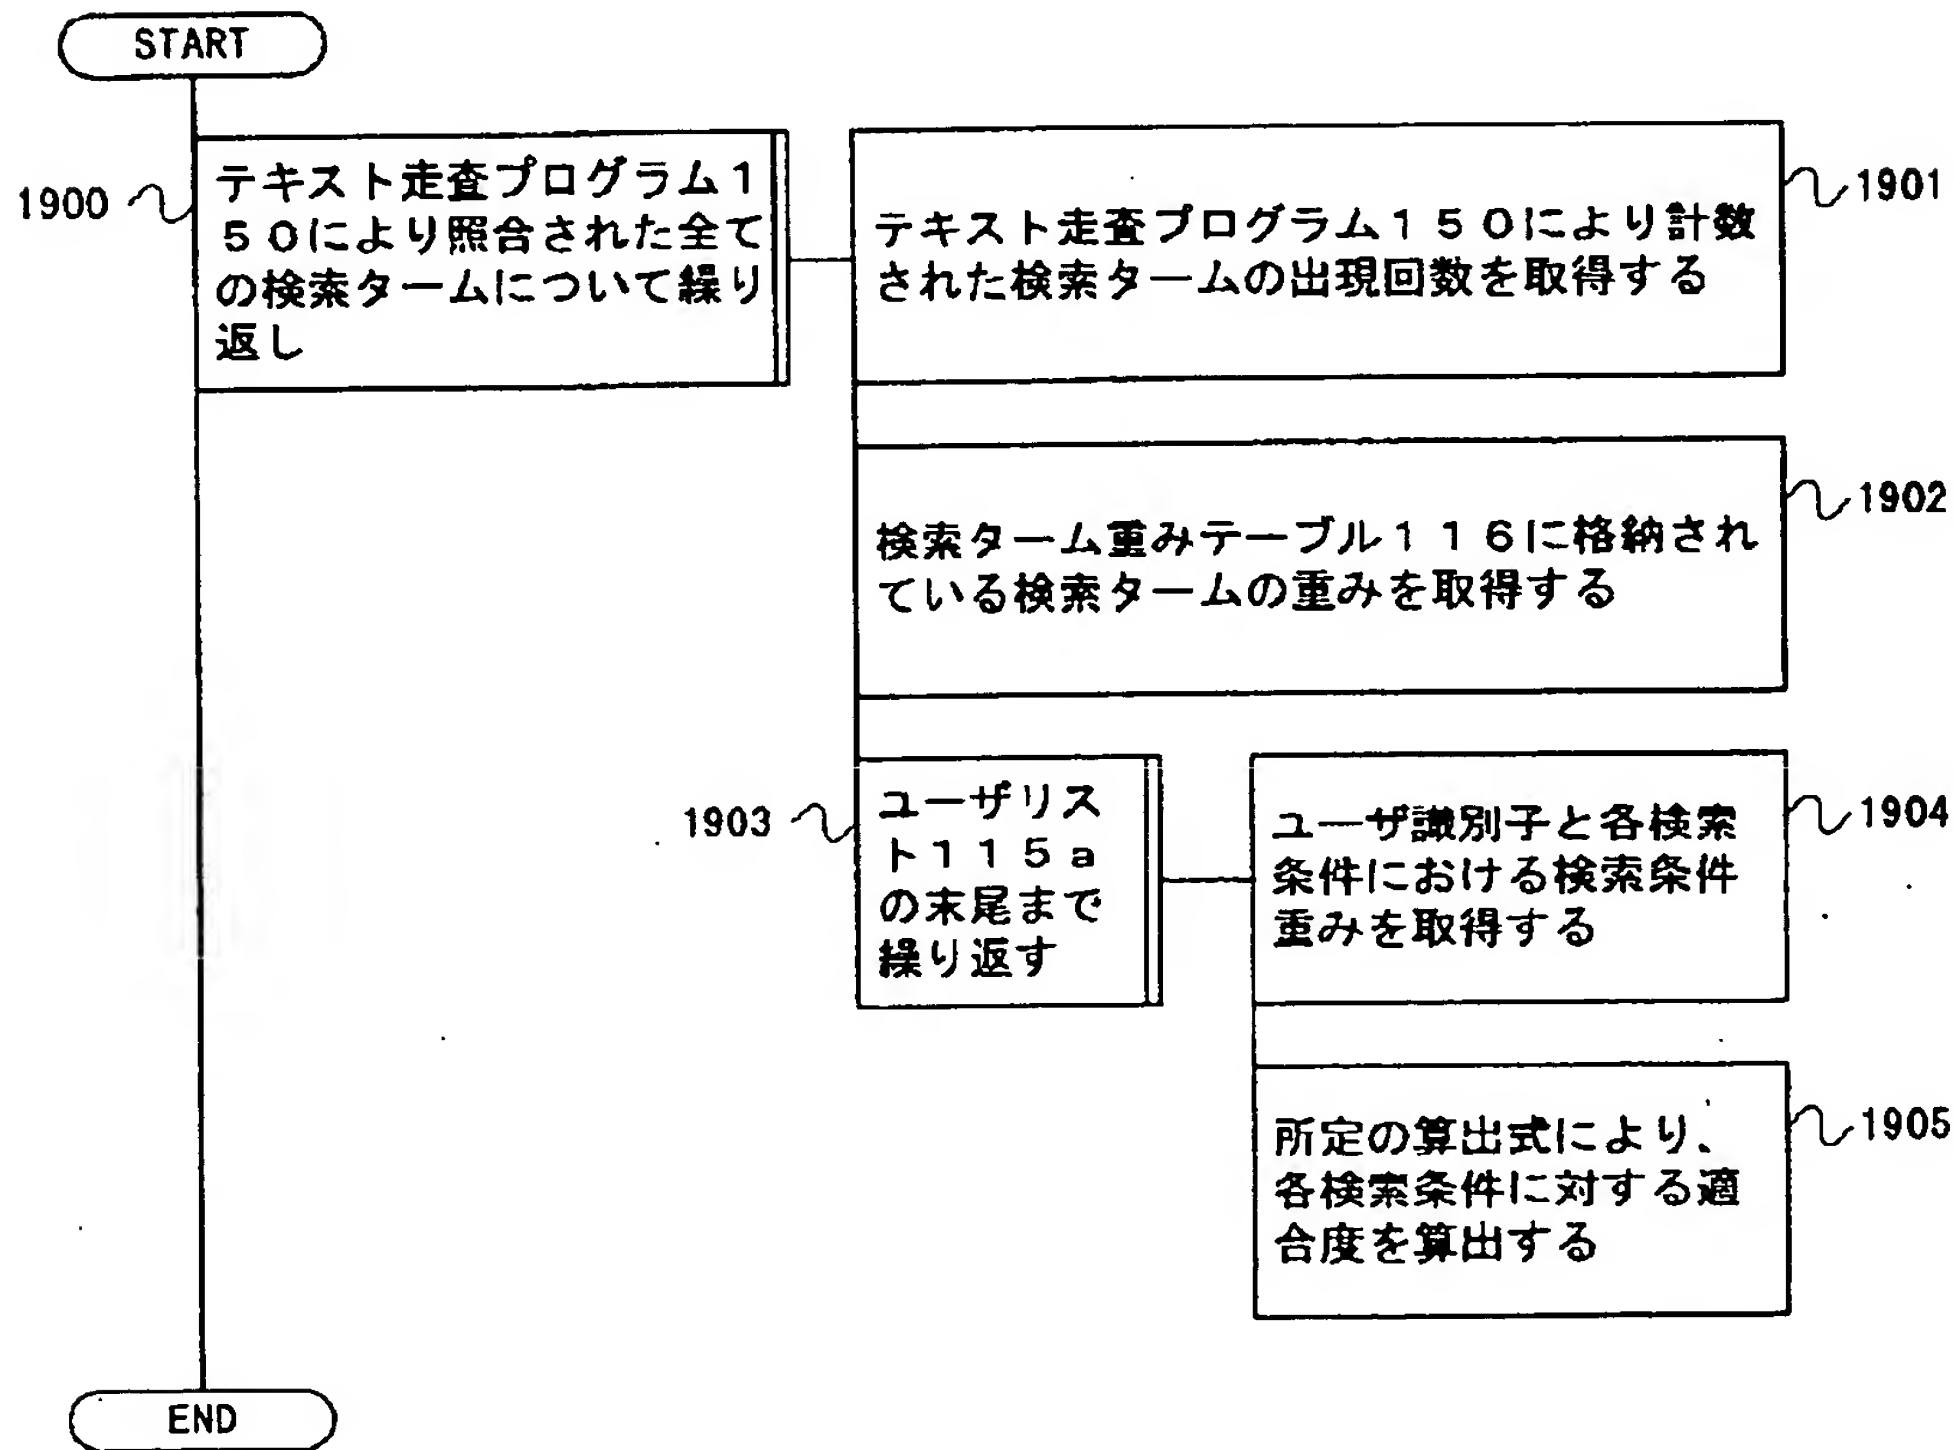 START
1900
テキスト走査プログラム1
50により照合された全て
の検索タームについて繰り
返し
1901
テキスト走査プログラム150により計数
された検索タームの出現回数を取得する
1902
検索ターム重みテーブル116に格納され
ている検索タームの重みを取得する
1903
ユーザリス
ト115a
の末尾まで
繰り返す
1904
ユーザ識別子と各検索
条件における検索条件
重みを取得する
1905
所定の算出式により、
各検索条件に対する適
合度を算出する
END